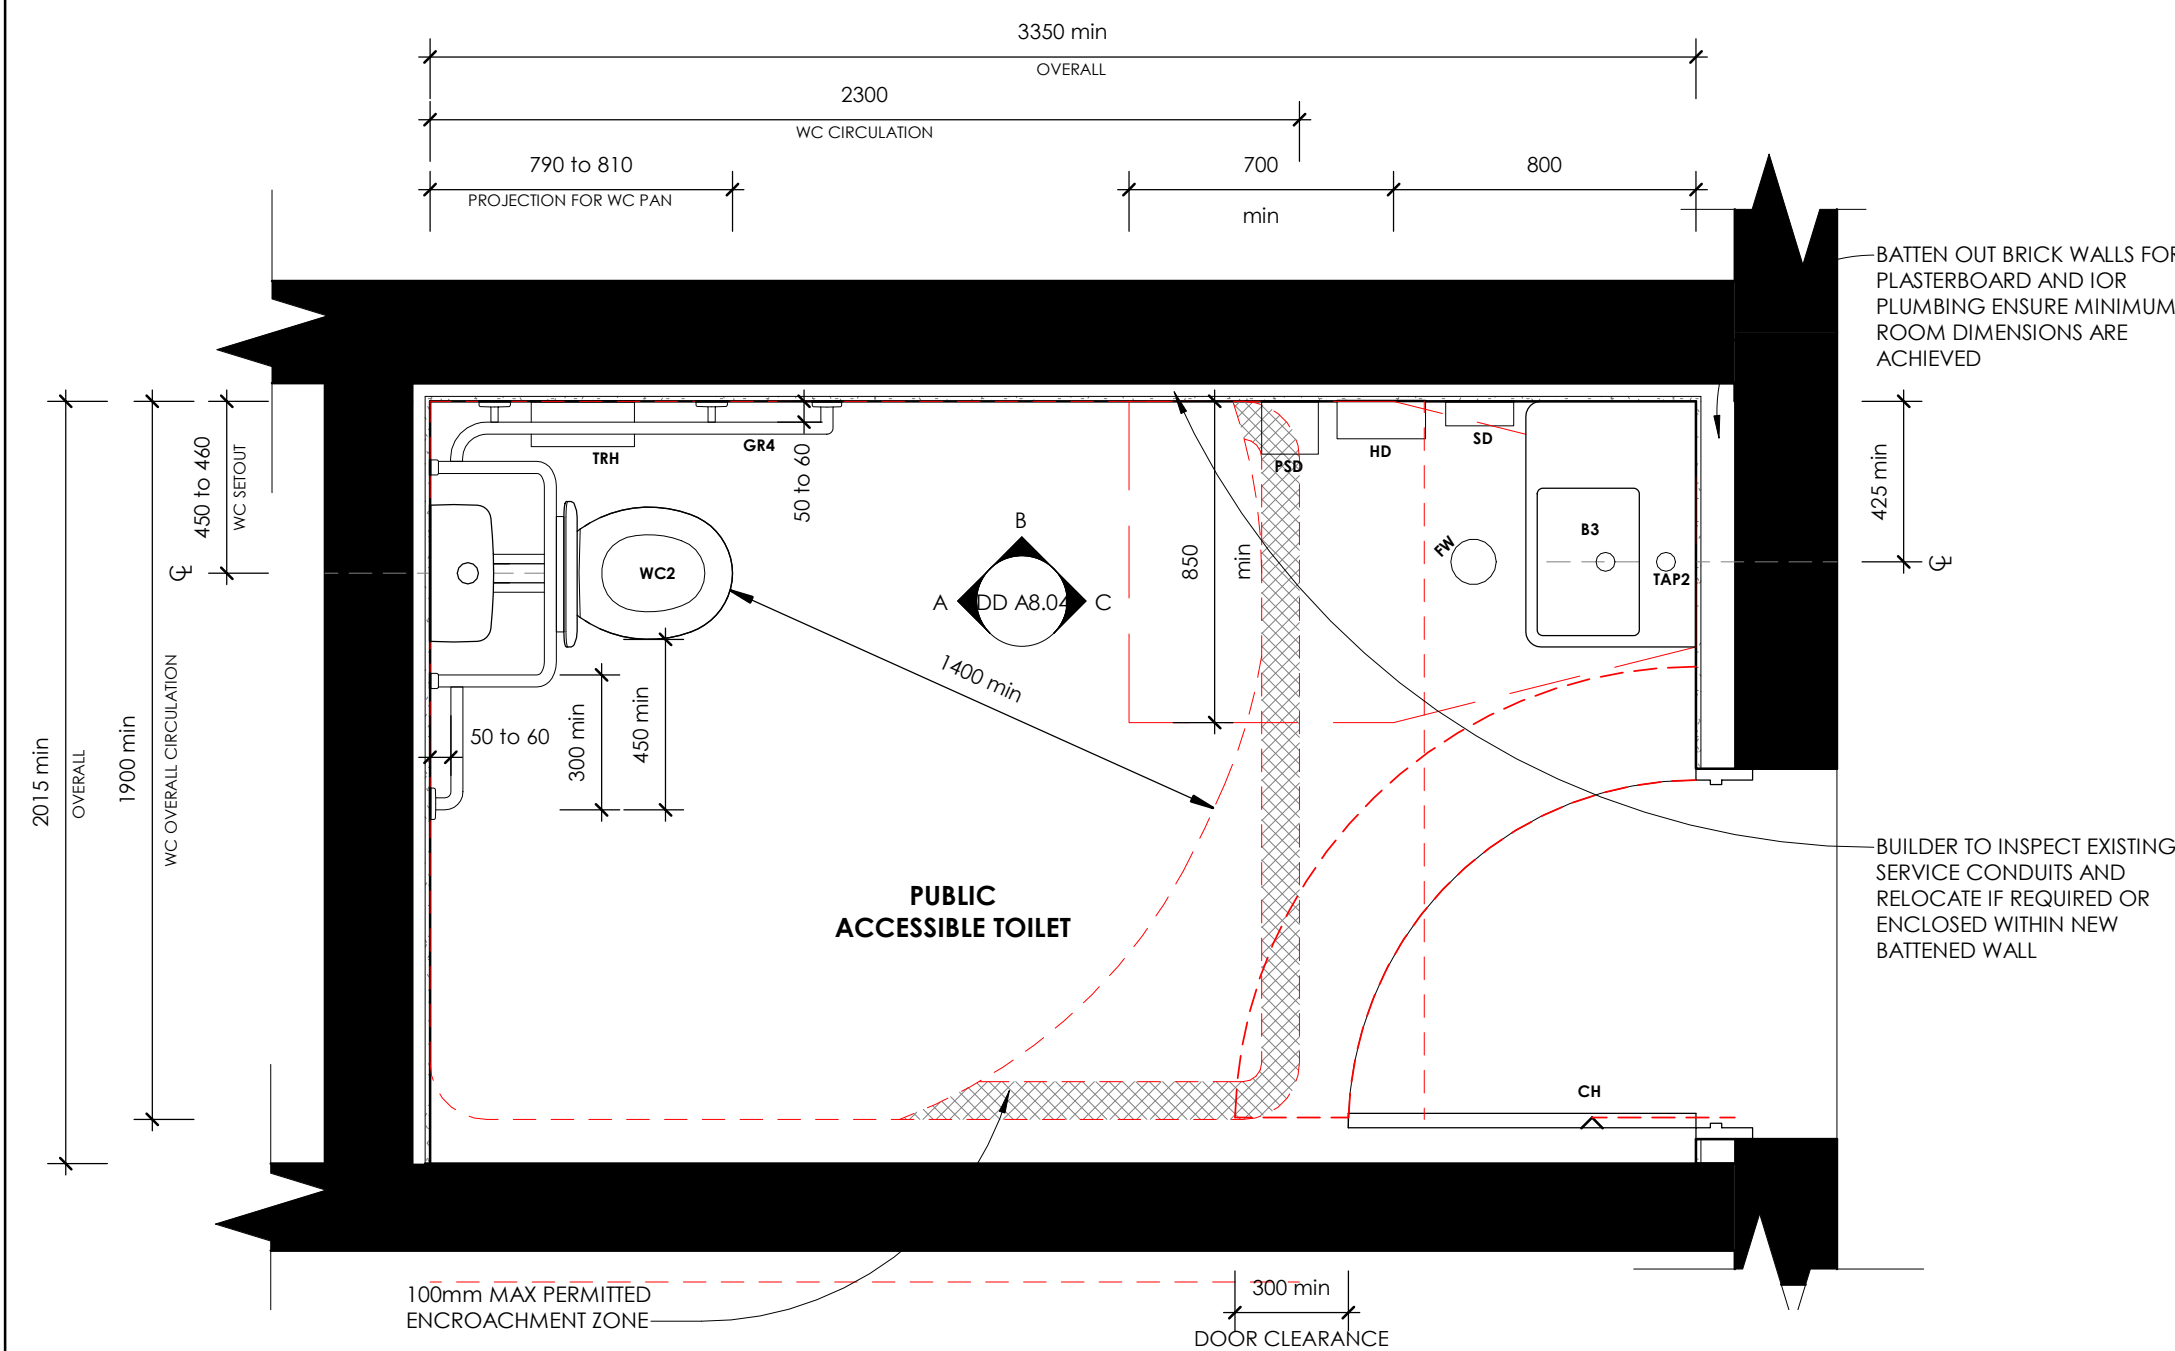 3350 min
OVERALL
2300
WC CIRCULATION
790 to 810
PROJECTION FOR WC PAN
700
min
800
BATTEN OUT BRICK WALLS FOR
PLASTERBOARD AND IOR
PLUMBING ENSURE MINIMUM
ROOM DIMENSIONS ARE
ACHIEVED
2015 min
OVERALL
1900 min
WC OVERALL CIRCULATION
450 to 460
WC SETOUT
TRH
GR4
50 to 60
PSD
HD
SD
850
min
425 min
WC2
B
A
DD A8.04
C
FW
B3
TAP2
1400 min
50 to 60
300 min
450 min
PUBLIC
ACCESSIBLE TOILET
BUILDER TO INSPECT EXISTING
SERVICE CONDUITS AND
RELOCATE IF REQUIRED OR
ENCLOSED WITHIN NEW
BATTENED WALL
CH
100mm MAX PERMITTED
ENCROACHMENT ZONE
300 min
DOOR CLEARANCE